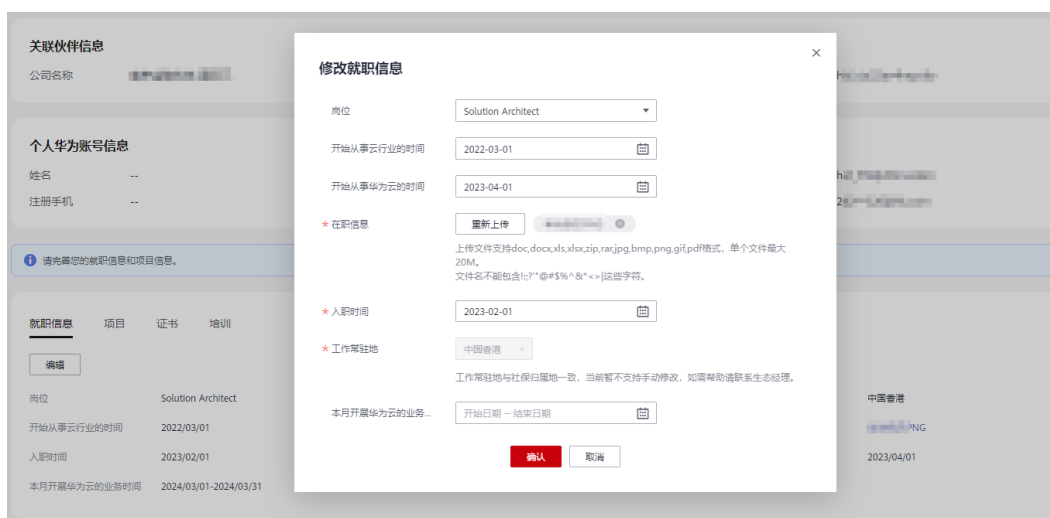 关联伙伴信息
公司名称
个人华为账号信息
姓名 --
注册手机 --
请完善您的就职信息和项目信息。
就职信息 项目 证书 培训
编辑
岗位 Solution Architect 中国香港
开始从事云行业的时间 2022/03/01 PNG
入职时间 2023/02/01 2023/04/01
本月开展华为云的业务时间 2024/03/01-2024/03/31
修改就职信息
岗位 Solution Architect
开始从事云行业的时间 2022-03-01
开始从事华为云的时间 2023-04-01
* 在职信息 重新上传
上传文件支持doc,docx,xls,xlsx,zip,rar,jpg,bmp,png,gif,pdf格式，单个文件最大
20M。
文件名不能包含!:;?'"@#$%^&*<>|这些字符。
* 入职时间 2023-02-01
* 工作常驻地 中国香港
工作常驻地与社保归属地一致，当前暂不支持手动修改，如需帮助请联系生态经理。
本月开展华为云的业务... 开始日期 – 结束日期
确认 取消